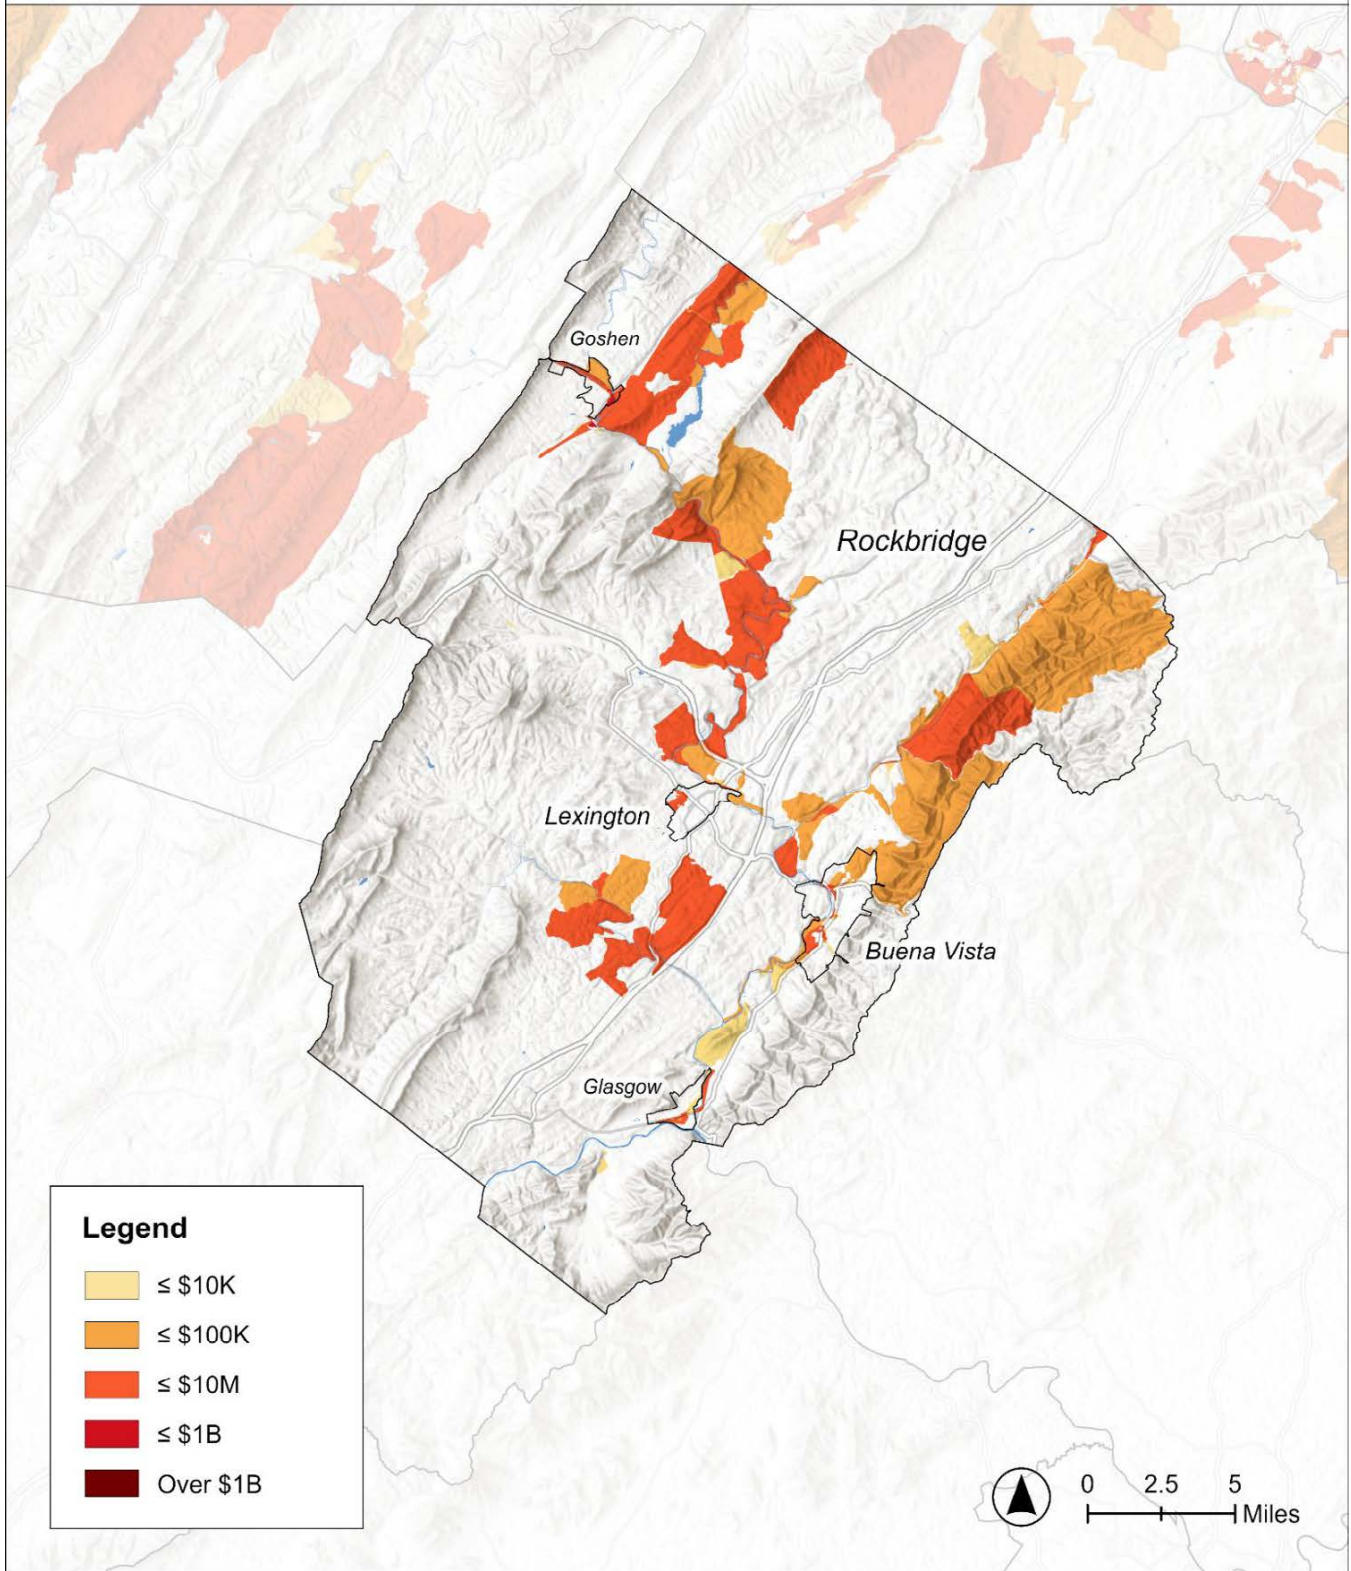 Goshen
Rockbridge
Lexington
Buena Vista
Glasgow
Legend
≤ $10K
≤ $100K
≤ $10M
≤ $1B
Over $1B
0 2.5 5
Miles